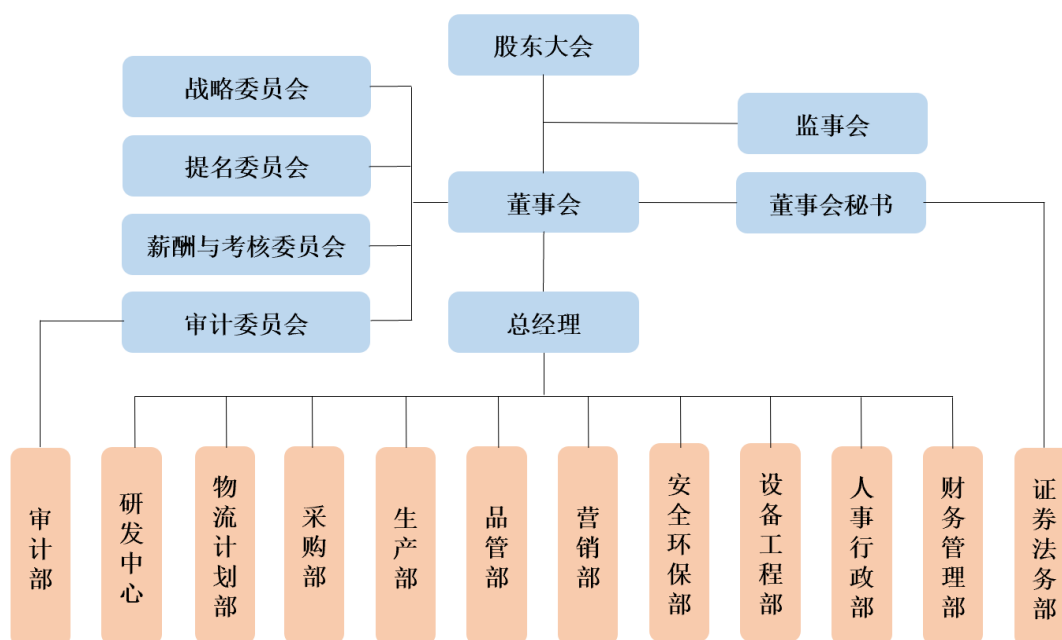 股东大会
战略委员会
监事会
提名委员会
董事会
董事会秘书
薪酬与考核委员会
审计委员会
总经理
审计部
研发中心
物流计划部
采购部
生产部
品管部
营销部
安全环保部
设备工程部
人事行政部
财务管理部
证券法务部